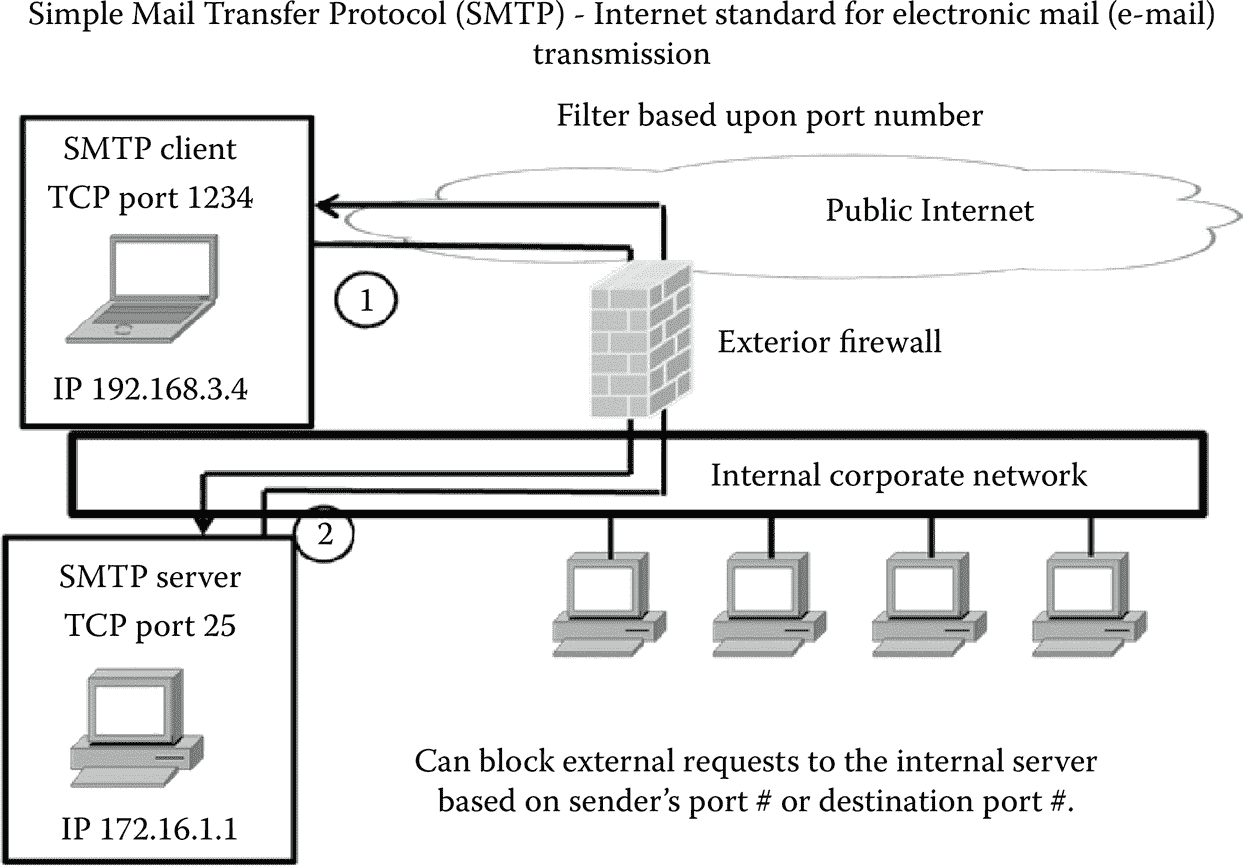 Simple Mail Transfer Protocol (SMTP) - Internet standard for electronic mail (e-mail)
transmission
Filter based upon port number
SMTP client
TCP port 1234
Public Internet
1
Exterior firewall
IP 192.168.3.4
Internal corporate network
2
SMTP server
TCP port 25
Can block external requests to the internal server
based on sender’s port # or destination port #.
IP 172.16.1.1